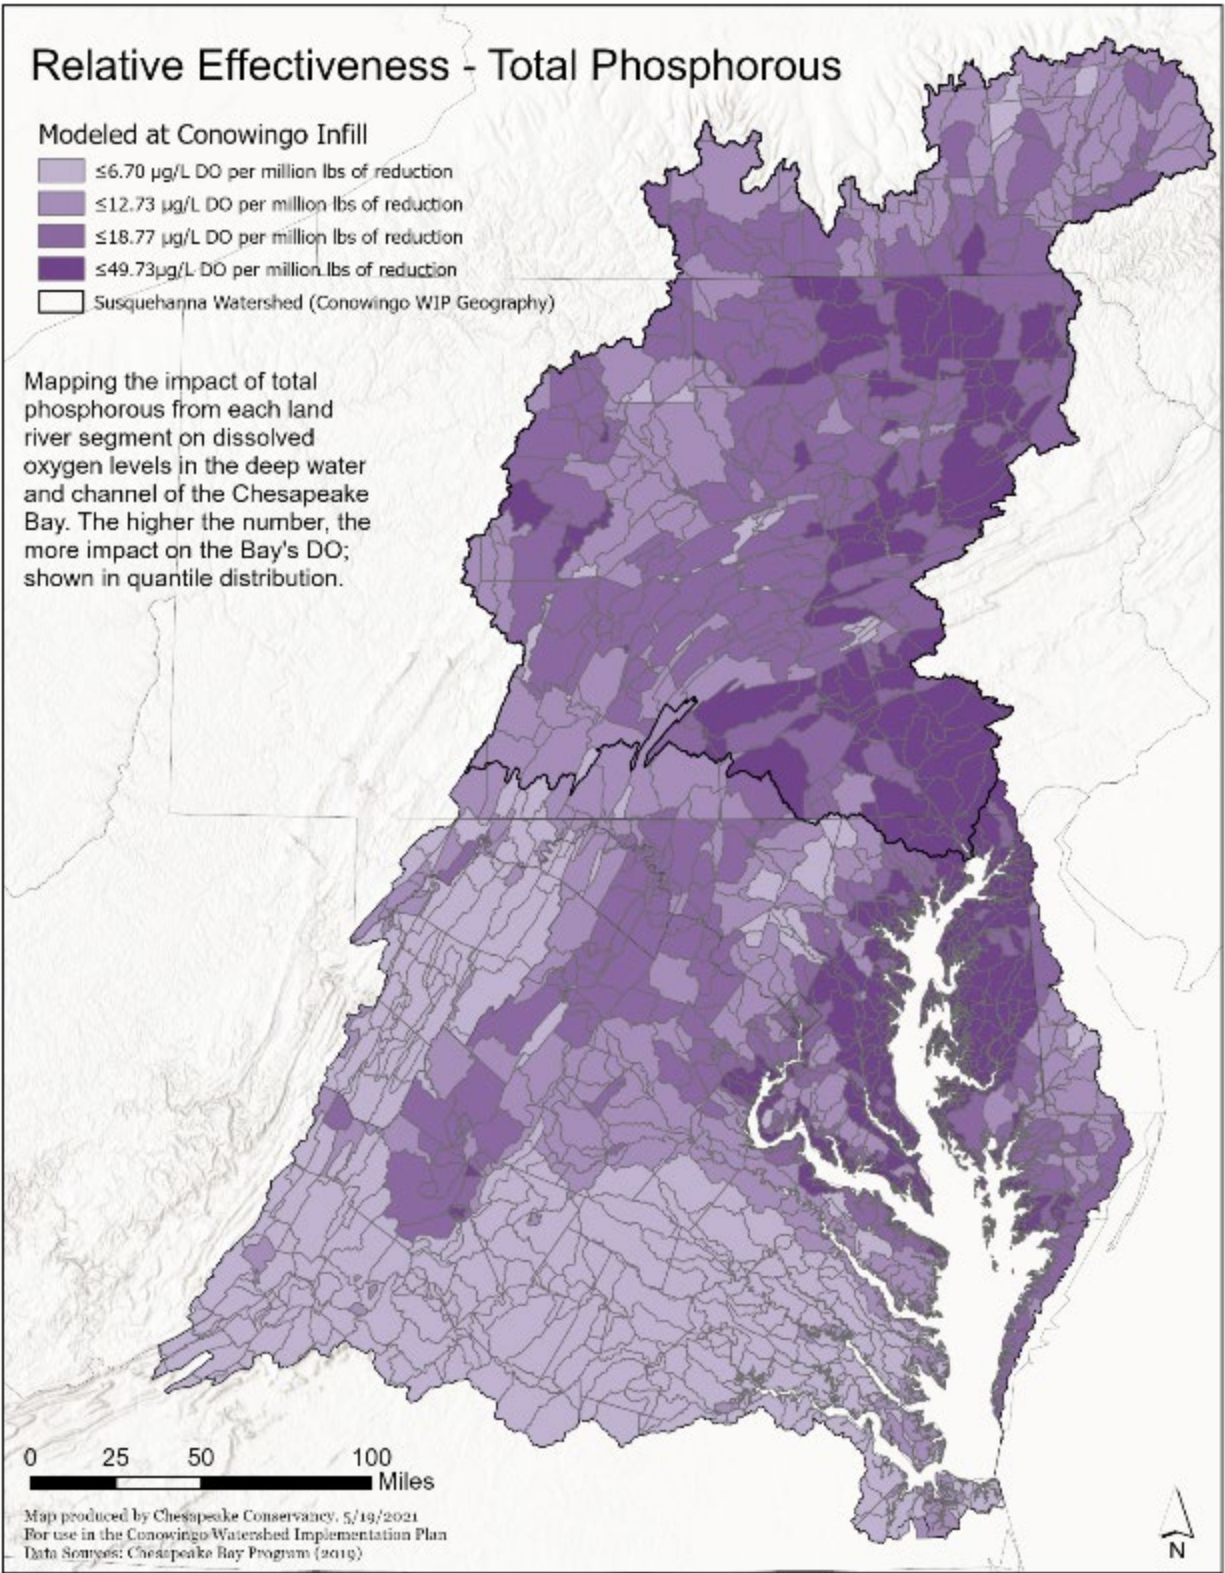 Relative Effectiveness - Total Phosphorous
Modeled at Conowingo Infill
≤6.70 µg/L DO per million lbs of reduction
≤12.73 µg/L DO per million lbs of reduction
≤18.77 µg/L DO per million lbs of reduction
≤49.73µg/L DO per million lbs of reduction
Susquehanna Watershed (Conowingo WIP Geography)
Mapping the impact of total
phosphorous from each land
river segment on dissolved
oxygen levels in the deep water
and channel of the Chesapeake
Bay. The higher the number, the
more impact on the Bay's DO;
shown in quantile distribution.
0 25 50 100
Miles
Map produced by Chesapeake Conservancy, 5/19/2021
For use in the Conowingo Watershed Implementation Plan
Data Sources: Chesapeake Bay Program (2019)
N